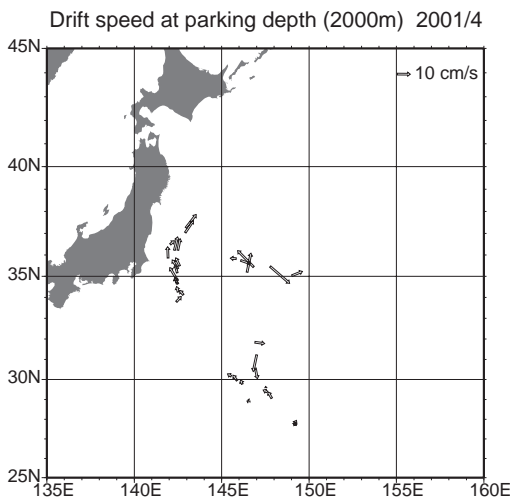 Drift speed at parking depth (2000m) 2001/4
45N
10 cm/s
40N
35N
30N
25N
135E 140E 145E 150E 155E 160E